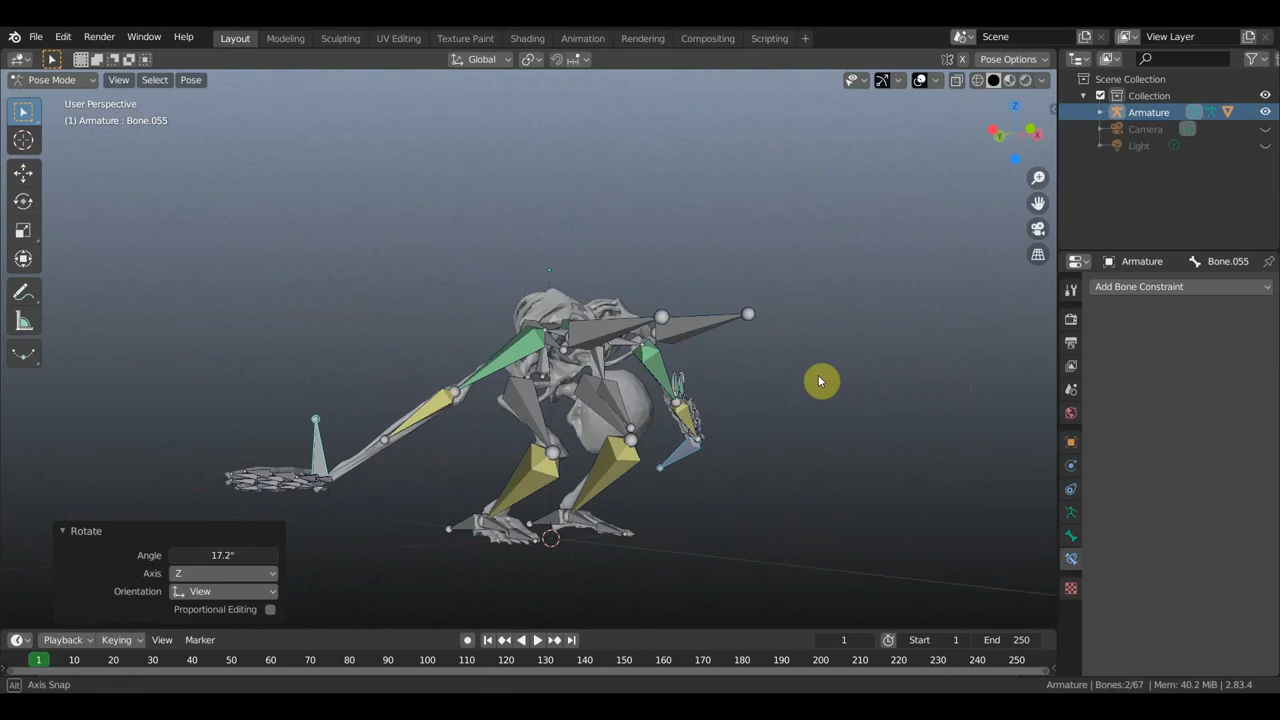 File Edit Render Window Help Layout Modeling Sculpting UV Editing Texture Paint Shading Animation Rendering Compositing Scripting + Scene View Layer
Global X Pose Options
Pose Mode View Select Pose
User Perspective
(1) Armature : Bone.055
Z
Y
X
Scene Collection
Collection
Armature
Camera
Light
Armature Bone.055
Add Bone Constraint
Rotate
Angle 17.2°
Axis Z
Orientation View
Proportional Editing
Playback Keying View Marker 1 Start 1 End 250
1 10 20 30 40 50 60 70 80 90 100 110 120 130 140 150 160 170 180 190 200 210 220 230 240 250
Alt Axis Snap Armature | Bones:2/67 | Mem: 40.2 MiB | 2.83.4